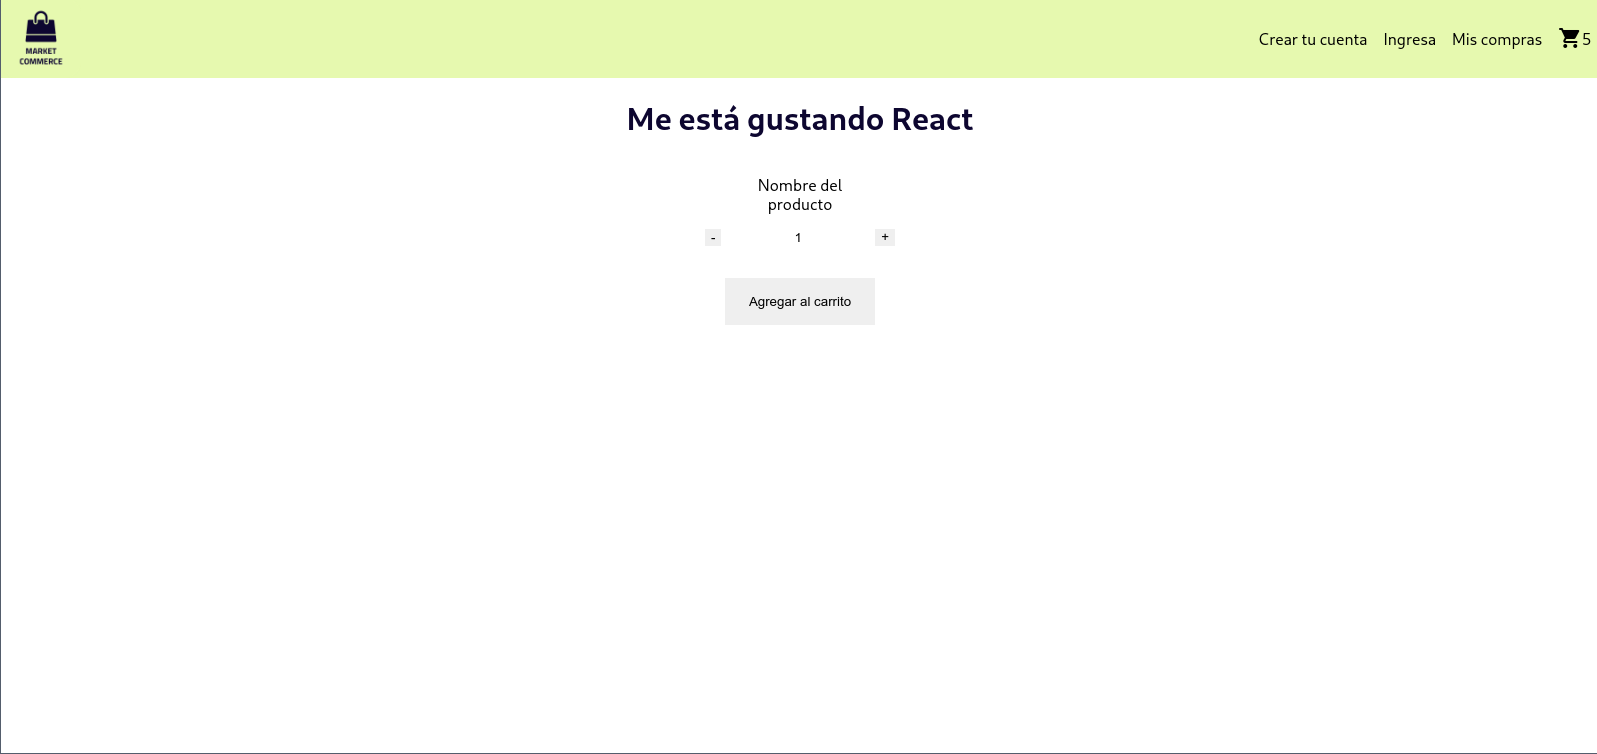 MARKET
COMMERCE
Crear tu cuenta Ingresa Mis compras 5
Me está gustando React
Nombre del
producto
- 1 +
Agregar al carrito